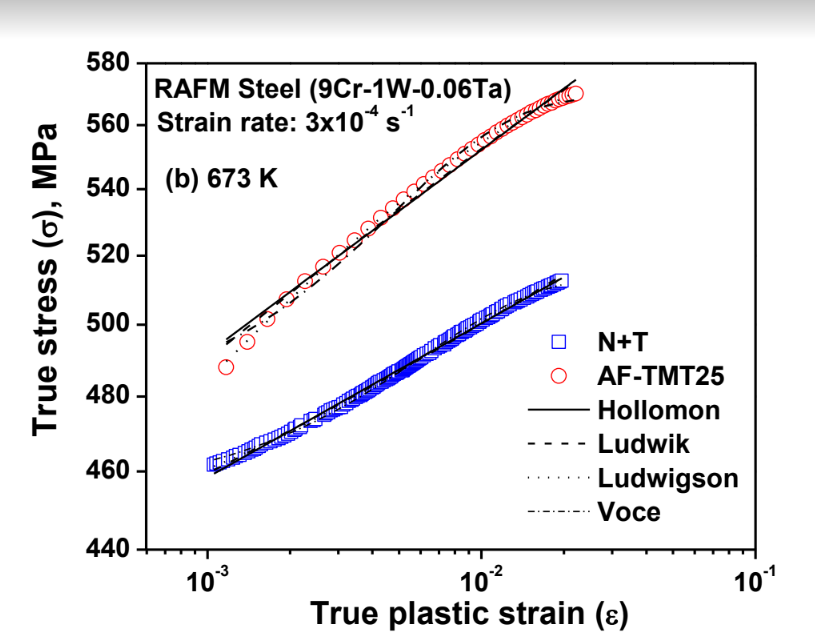 580
560
540
520
500
480
460
440
True stress (σ), MPa
RAFM Steel (9Cr-1W-0.06Ta)
Strain rate: 3x10⁻⁴ s⁻¹
(b) 673 K
N+T
AF-TMT25
Hollomon
Ludwik
Ludwigson
Voce
10⁻³ 10⁻² 10⁻¹
True plastic strain (ε)